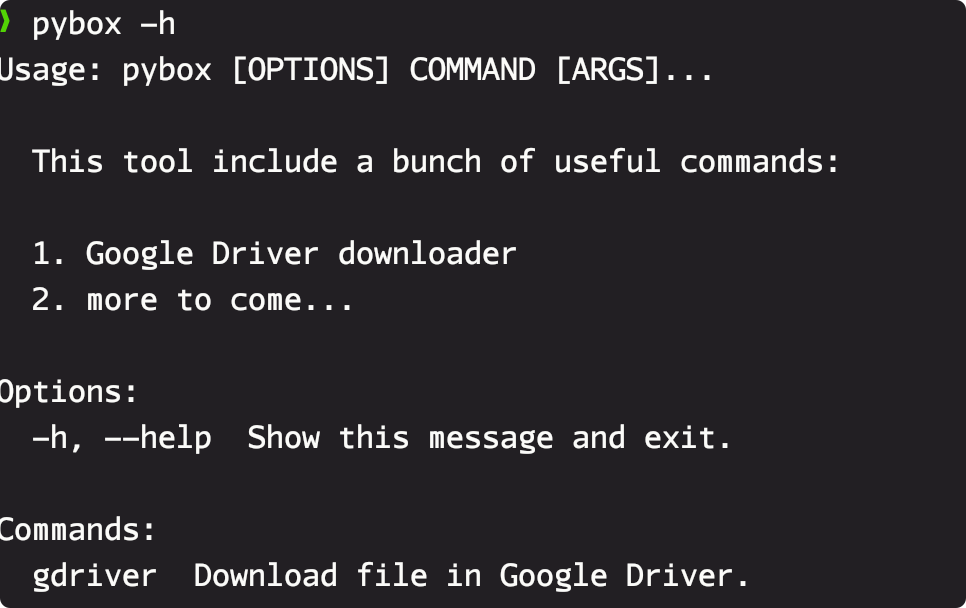 ❯ pybox -h
Usage: pybox [OPTIONS] COMMAND [ARGS]...
This tool include a bunch of useful commands:
1. Google Driver downloader
2. more to come...
Options:
-h, --help  Show this message and exit.
Commands:
gdriver  Download file in Google Driver.